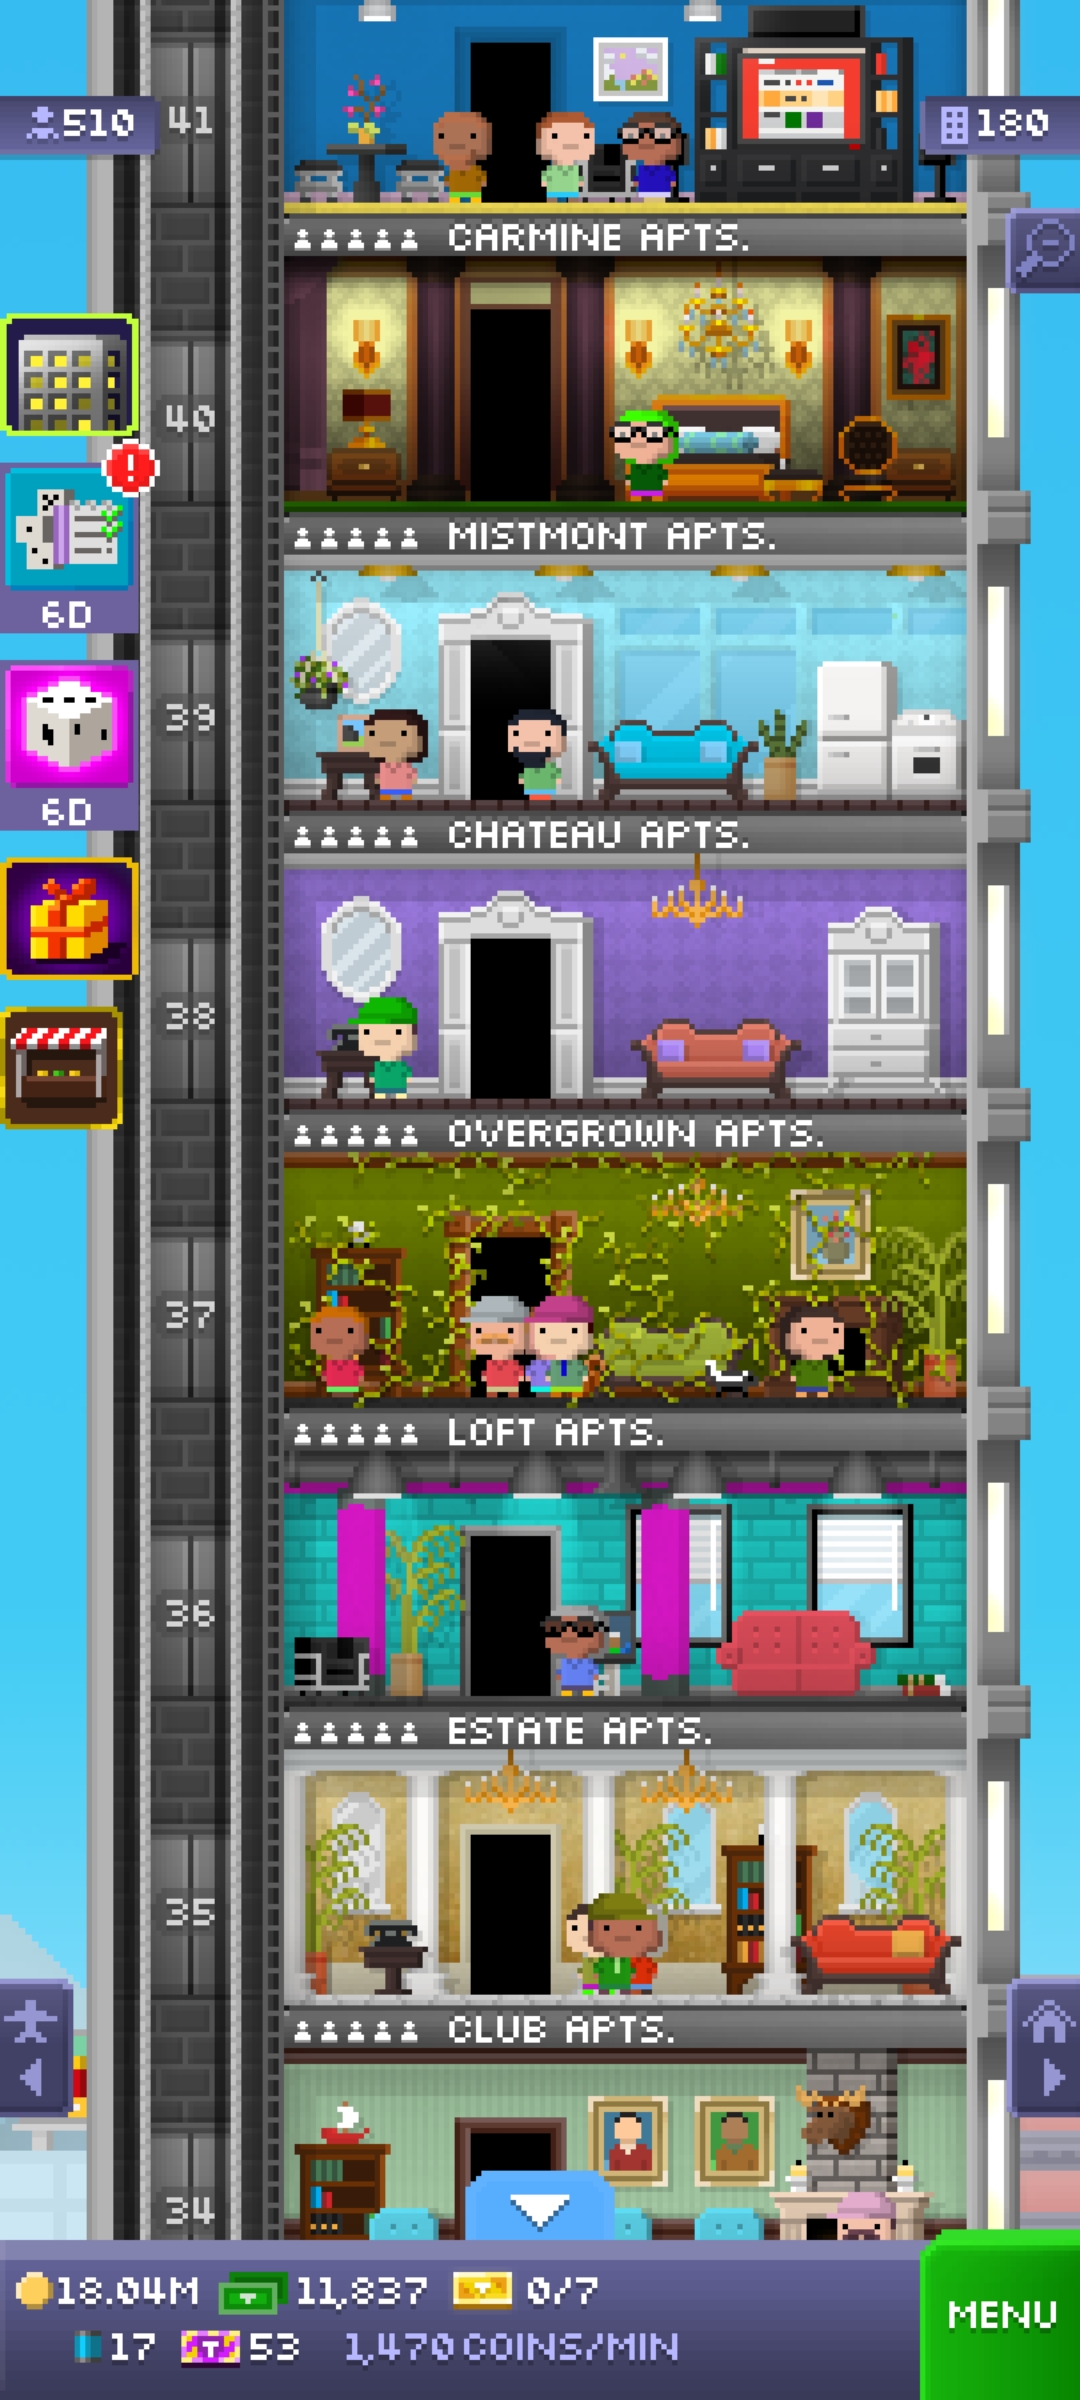 41
510
180
CARMINE APTS.
40
MISTMONT APTS.
6D
39
CHATEAU APTS.
6D
38
OVERGROWN APTS.
37
LOFT APTS.
36
ESTATE APTS.
35
CLUB APTS.
34
18.04M 11,837 0/7
17 T 53 1,470 COINS/MIN
MENU